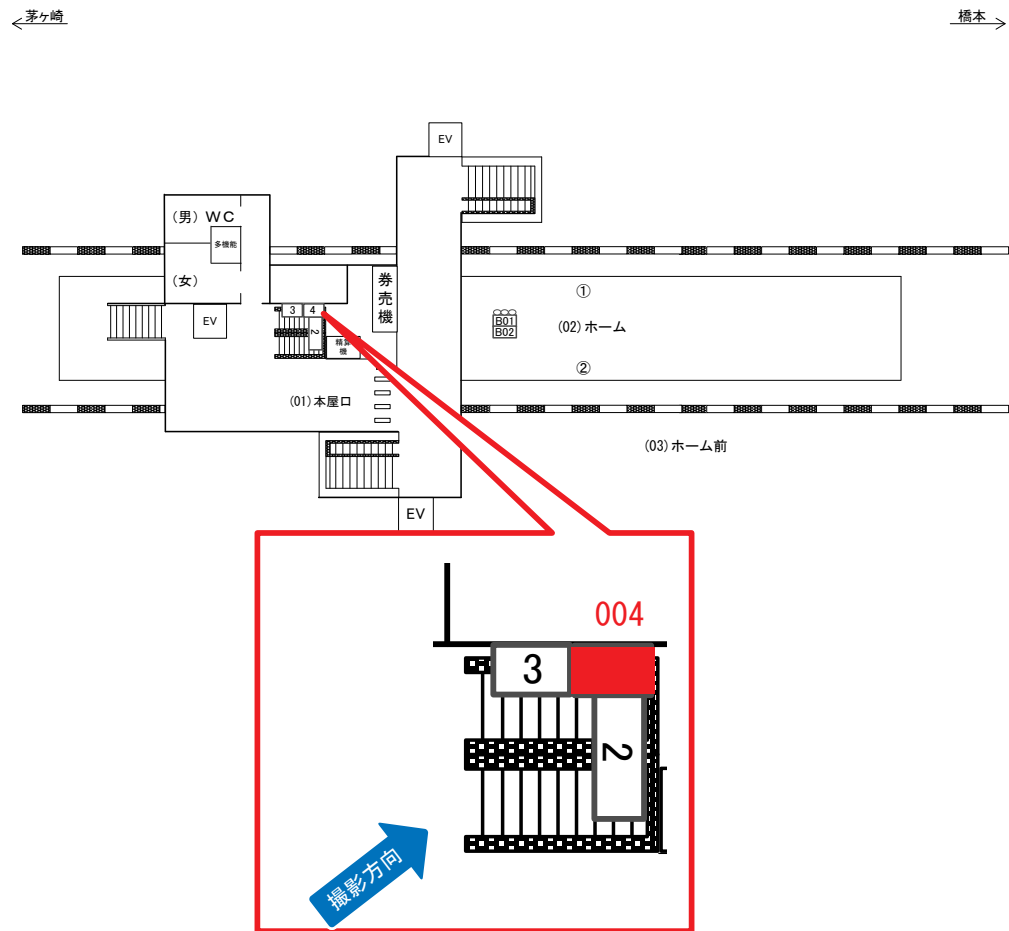 茅ヶ崎
橋本
EV
(男) WC
多機能
(女)
EV
3
4
2
精算機
券売機
①
B01
B02
(02)ホーム
②
(01)本屋口
(03)ホーム前
EV
004
3
2
撮影方向